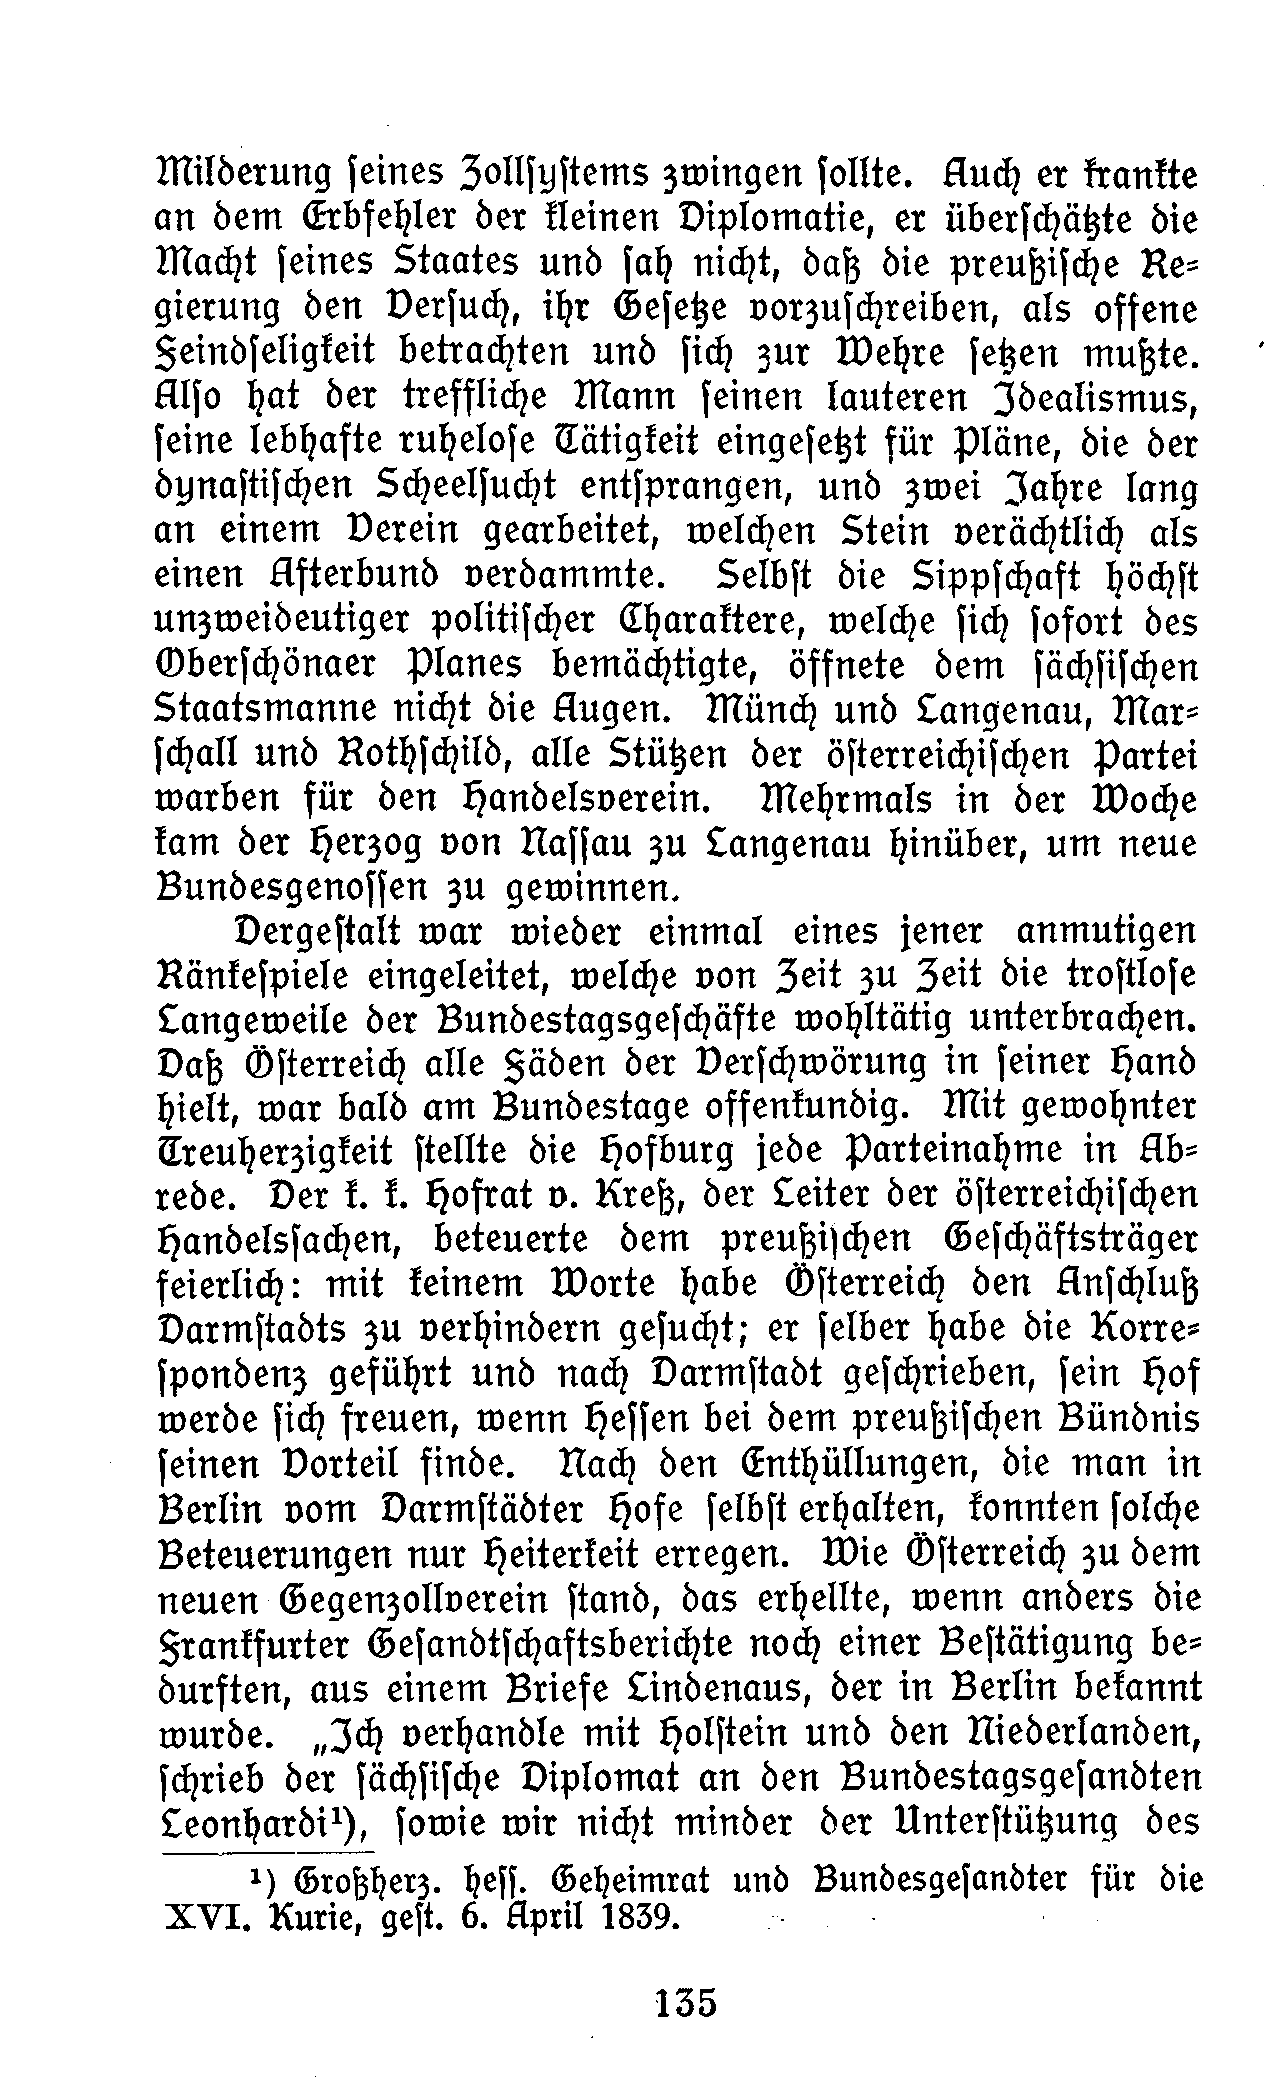 Milderung seines Zollsystems zwingen sollte. Auch er krankte
an dem Erbfehler der kleinen Diplomatie, er überschätzte die
Macht seines Staates und sah nicht, daß die preußische Re-
gierung den Versuch, ihr Gesetze vorzuschreiben, als offene
Feindseligkeit betrachten und sich zur Wehre setzen mußte.
Also hat der treffliche Mann seinen lauteren Idealismus,
seine lebhafte ruhelose Tätigkeit eingesetzt für Pläne, die der
dynastischen Scheelsucht entsprangen, und zwei Jahre lang
an einem Verein gearbeitet, welchen Stein verächtlich als
einen Afterbund verdammte. Selbst die Sippschaft höchst
unzweideutiger politischer Charaktere, welche sich sofort des
Oberschönaer Planes bemächtigte, öffnete dem sächsischen
Staatsmanne nicht die Augen. Münch und Langenau, Mar-
schall und Rothschild, alle Stützen der österreichischen Partei
warben für den Handelsverein. Mehrmals in der Woche
kam der Herzog von Nassau zu Langenau hinüber, um neue
Bundesgenossen zu gewinnen.
Dergestalt war wieder einmal eines jener anmutigen
Ränkespiele eingeleitet, welche von Zeit zu Zeit die trostlose
Langeweile der Bundestagsgeschäfte wohltätig unterbrachen.
Daß Österreich alle Fäden der Verschwörung in seiner Hand
hielt, war bald am Bundestage offenkundig. Mit gewohnter
Treuherzigkeit stellte die Hofburg jede Parteinahme in Ab-
rede. Der k. k. Hofrat v. Kreß, der Leiter der österreichischen
Handelssachen, beteuerte dem preußischen Geschäftsträger
feierlich: mit keinem Worte habe Österreich den Anschluß
Darmstadts zu verhindern gesucht; er selber habe die Korre-
spondenz geführt und nach Darmstadt geschrieben, sein Hof
werde sich freuen, wenn Hessen bei dem preußischen Bündnis
seinen Vorteil finde. Nach den Enthüllungen, die man in
Berlin vom Darmstädter Hofe selbst erhalten, konnten solche
Beteuerungen nur Heiterkeit erregen. Wie Österreich zu dem
neuen Gegenzollverein stand, das erhellte, wenn anders die
Frankfurter Gesandtschaftsberichte noch einer Bestätigung be-
durften, aus einem Briefe Lindenaus, der in Berlin bekannt
wurde. „Ich verhandle mit Holstein und den Niederlanden,
schrieb der sächsische Diplomat an den Bundestagsgesandten
Leonhardi¹), sowie wir nicht minder der Unterstützung des
¹) Großherz. hess. Geheimrat und Bundesgesandter für die
XVI. Kurie, gest. 6. April 1839.
135